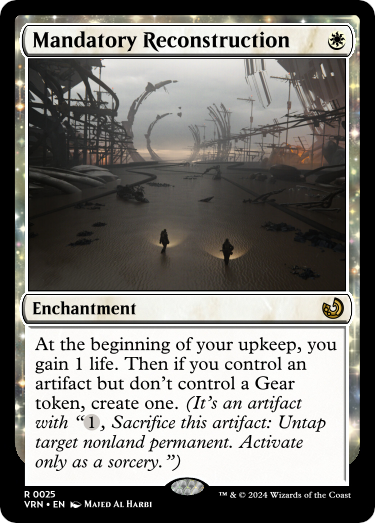 Mandatory Reconstruction
Enchantment
At the beginning of your upkeep, you
gain 1 life. Then if you control an
artifact but don't control a Gear
token, create one. (It's an artifact
with "1, Sacrifice this artifact: Untap
target nonland permanent. Activate
only as a sorcery.")
R 0025
VRN • EN Majed Al Harbi
™ & © 2024 Wizards of the Coast